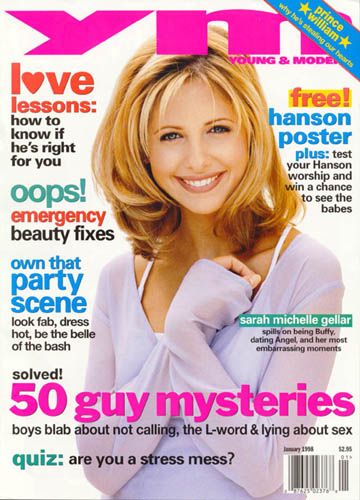 ym
YOUNG & MODERN
prince
william
why he's stealing our hearts
love
lessons:
how to
know if
he's right
for you
free!
hanson
poster
plus: test
your Hanson
worship and
win a chance
to see the
babes
oops!
emergency
beauty fixes
own that
party
scene
look fab, dress
hot, be the belle
of the bash
sarah michelle gellar
spills on being Buffy,
dating Angel, and her most
embarrassing moments
solved!
50 guy mysteries
boys blab about not calling, the L-word & lying about sex
quiz: are you a stress mess?
January 1998 $2.95